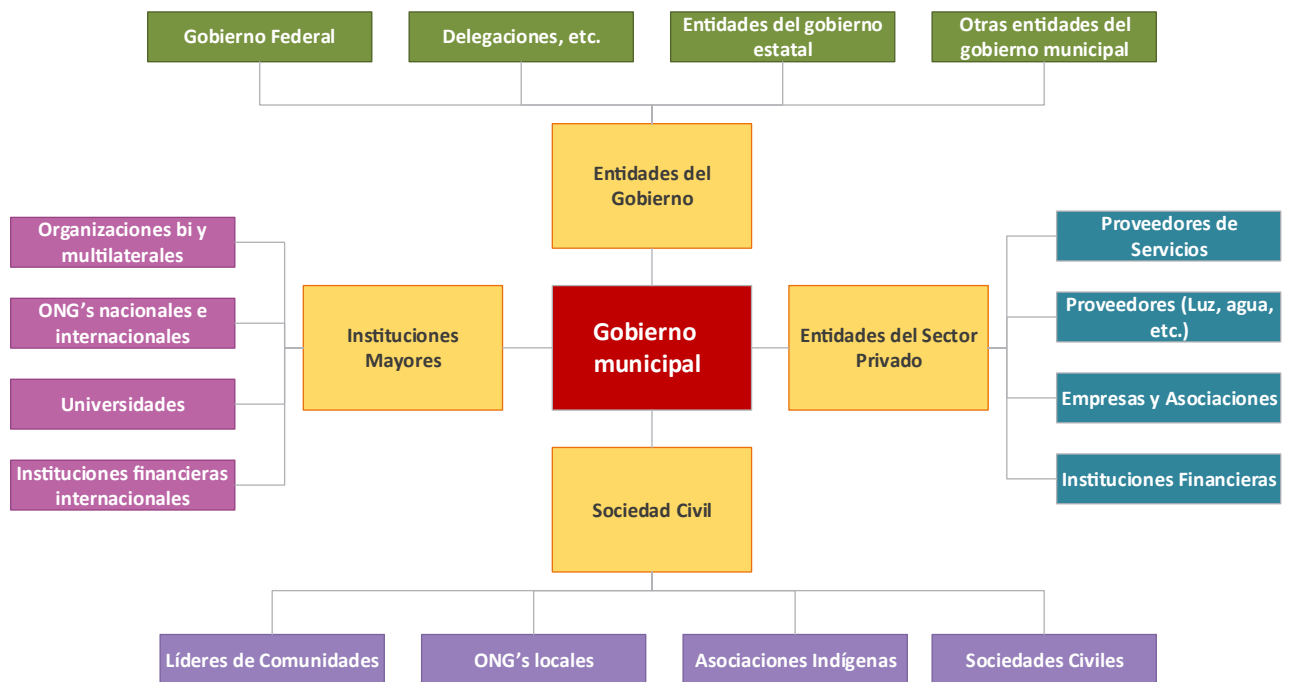 Gobierno Federal
Delegaciones, etc.
Entidades del gobierno
estatal
Otras entidades del
gobierno municipal
Entidades del
Gobierno
Organizaciones bi y
multilaterales
ONG’s nacionales e
internacionales
Universidades
Instituciones financieras
internacionales
Instituciones
Mayores
Gobierno
municipal
Entidades del Sector
Privado
Proveedores de
Servicios
Proveedores (Luz, agua,
etc.)
Empresas y Asociaciones
Instituciones Financieras
Sociedad Civil
Líderes de Comunidades
ONG’s locales
Asociaciones Indígenas
Sociedades Civiles